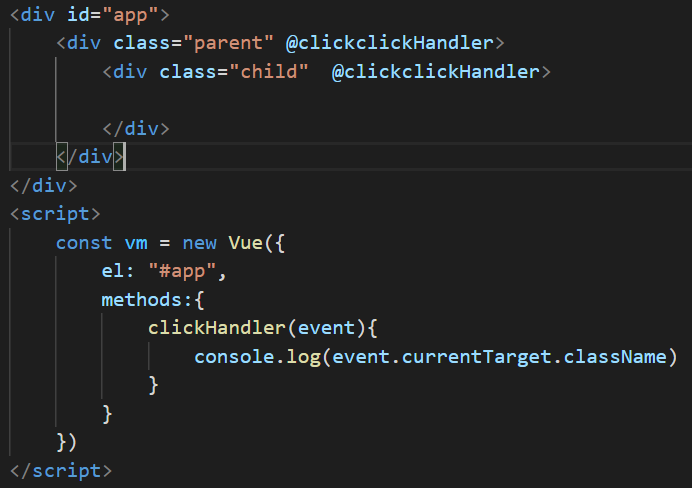 <div id="app">
<div class="parent" @clickclickHandler>
<div class="child"  @clickclickHandler>
</div>
</div>
</div>
<script>
const vm = new Vue({
el: "#app",
methods:{
clickHandler(event){
console.log(event.currentTarget.className)
}
}
})
</script>